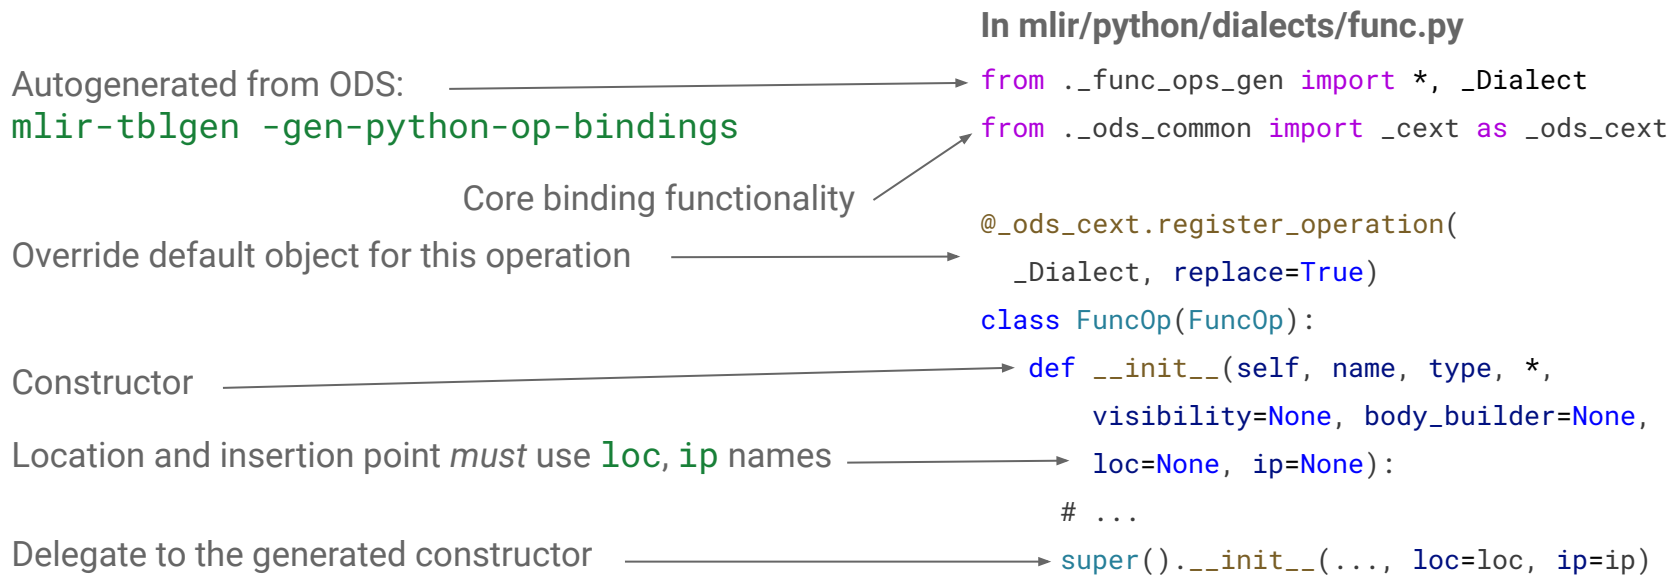 In mlir/python/dialects/func.py
Autogenerated from ODS:
mlir-tblgen -gen-python-op-bindings
Core binding functionality
Override default object for this operation
Constructor
Location and insertion point must use loc, ip names
Delegate to the generated constructor
from ._func_ops_gen import *, _Dialect
from ._ods_common import _cext as _ods_cext
@_ods_cext.register_operation(
_Dialect, replace=True)
class FuncOp(FuncOp):
def __init__(self, name, type, *,
visibility=None, body_builder=None,
loc=None, ip=None):
# ...
super().__init__(..., loc=loc, ip=ip)